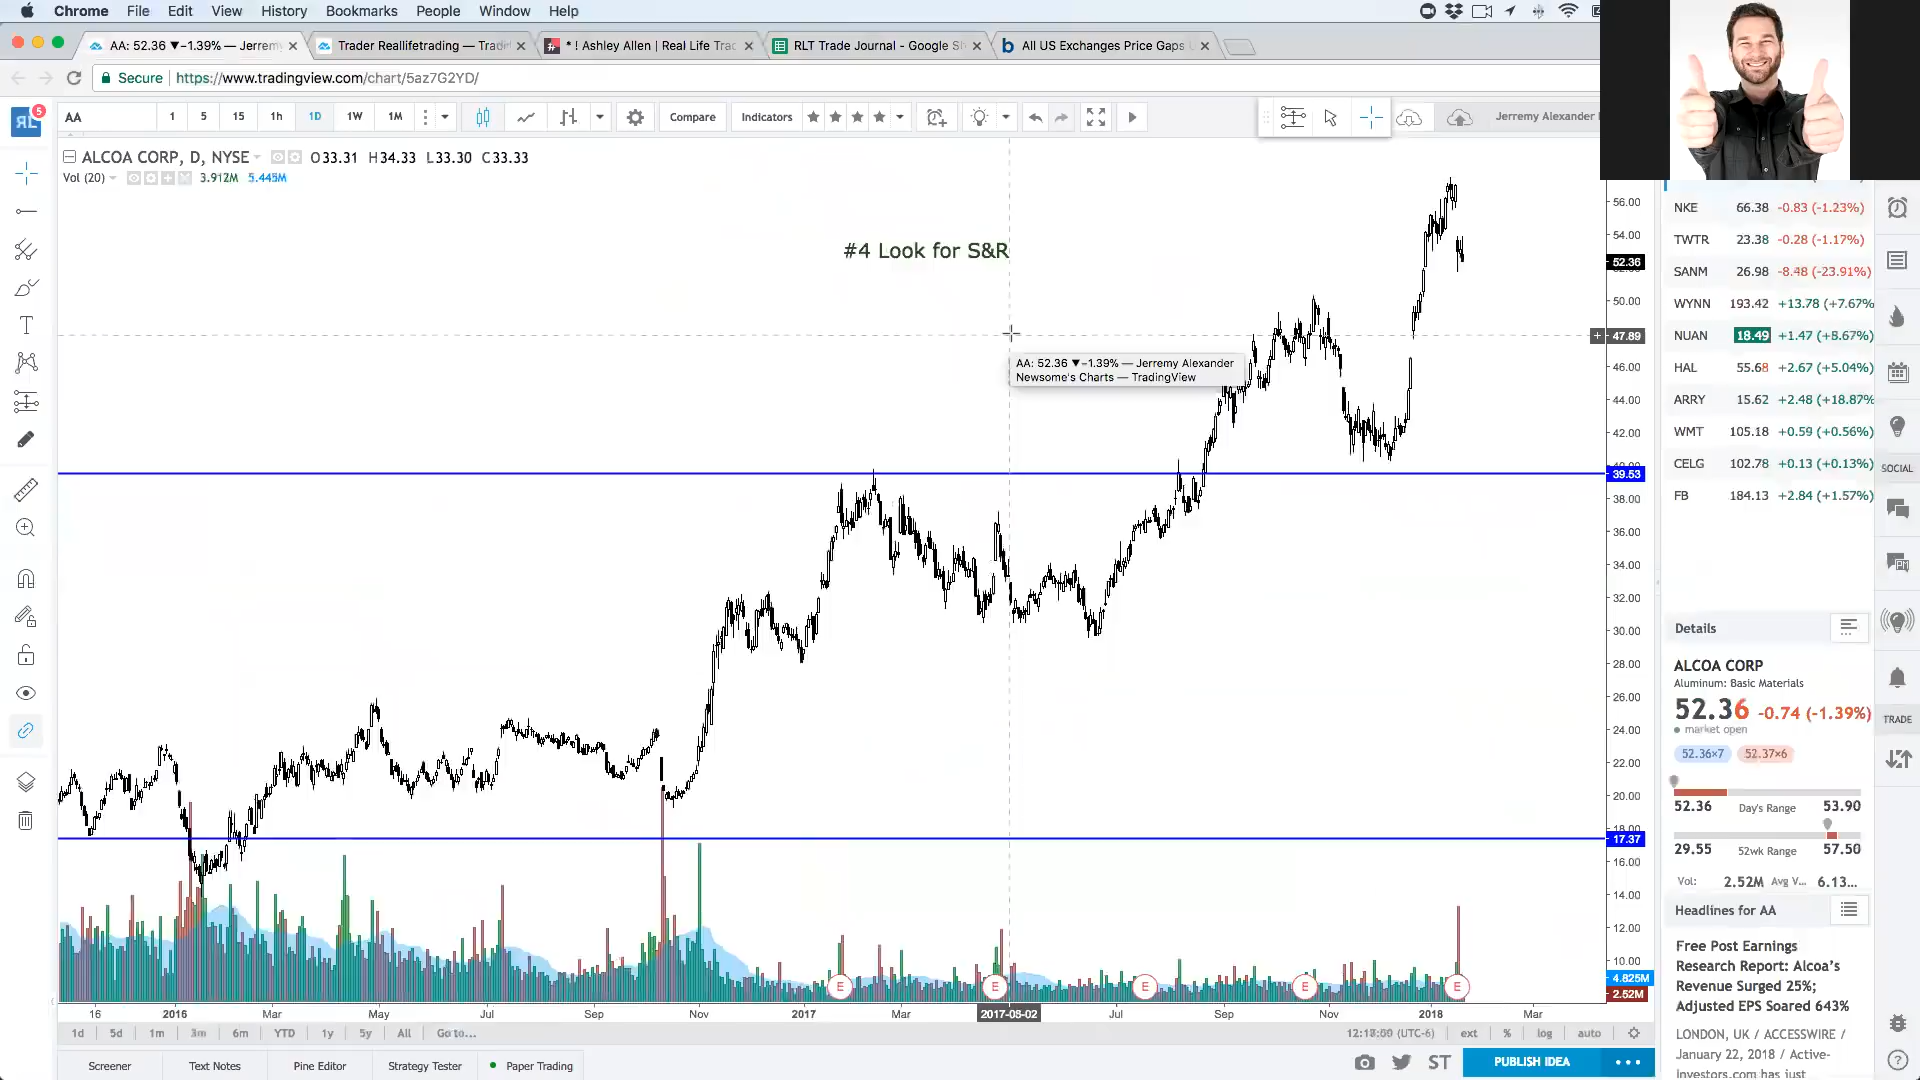 Chrome File Edit View History Bookmarks People Window Help
AA: 52.36 ▼−1.39% — Jerrem
Trader Reallifetrading — Tradi
* ! Ashley Allen | Real Life Tra
RLT Trade Journal - Google Sh
All US Exchanges Price Gaps U
Secure https://www.tradingview.com/chart/5az7G2YD/
5
AA 1 5 15 1h 1D 1W 1M Compare Indicators Jerremy Alexander
ALCOA CORP, D, NYSE O33.31 H34.33 L33.30 C33.33
Vol (20) 3.912M 5.445M
#4 Look for S&R
AA: 52.36 ▼−1.39% — Jerremy Alexander
Newsome's Charts — TradingView
56.00
54.00
52.36
50.00
47.89
46.00
44.00
42.00
39.53
38.00
36.00
34.00
32.00
30.00
28.00
26.00
24.00
22.00
20.00
18.00
17.37
16.00
14.00
12.00
10.00
4.825M
2.52M
E E E E E
16 2016 Mar May Jul Sep Nov 2017 Mar 2017-05-02 Jul Sep Nov 2018 Mar
1d 5d 1m 3m 6m YTD 1y 5y All Go to... (UTC-6) ext % log auto
Screener Text Notes Pine Editor Strategy Tester Paper Trading ST PUBLISH IDEA
NKE 66.38 -0.83 (-1.23%)
TWTR 23.38 -0.28 (-1.17%)
SANM 26.98 -8.48 (-23.91%)
WYNN 193.42 +13.78 (+7.67%
NUAN 18.49 +1.47 (+8.67%)
HAL 55.68 +2.67 (+5.04%)
ARRY 15.62 +2.48 (+18.87%
WMT 105.18 +0.59 (+0.56%)
CELG 102.78 +0.13 (+0.13%)
FB 184.13 +2.84 (+1.57%)
SOCIAL
TRADE
Details
ALCOA CORP
Aluminum: Basic Materials
52.36 -0.74 (-1.39%)
market open
52.36×7 52.37×6
52.36 Day's Range 53.90
29.55 52wk Range 57.50
Vol: 2.52M Avg V... 6.13...
Headlines for AA
Free Post Earnings
Research Report: Alcoa's
Revenue Surged 25%;
Adjusted EPS Soared 643%
LONDON, UK / ACCESSWIRE /
January 22, 2018 / Active-
Investors.com has just